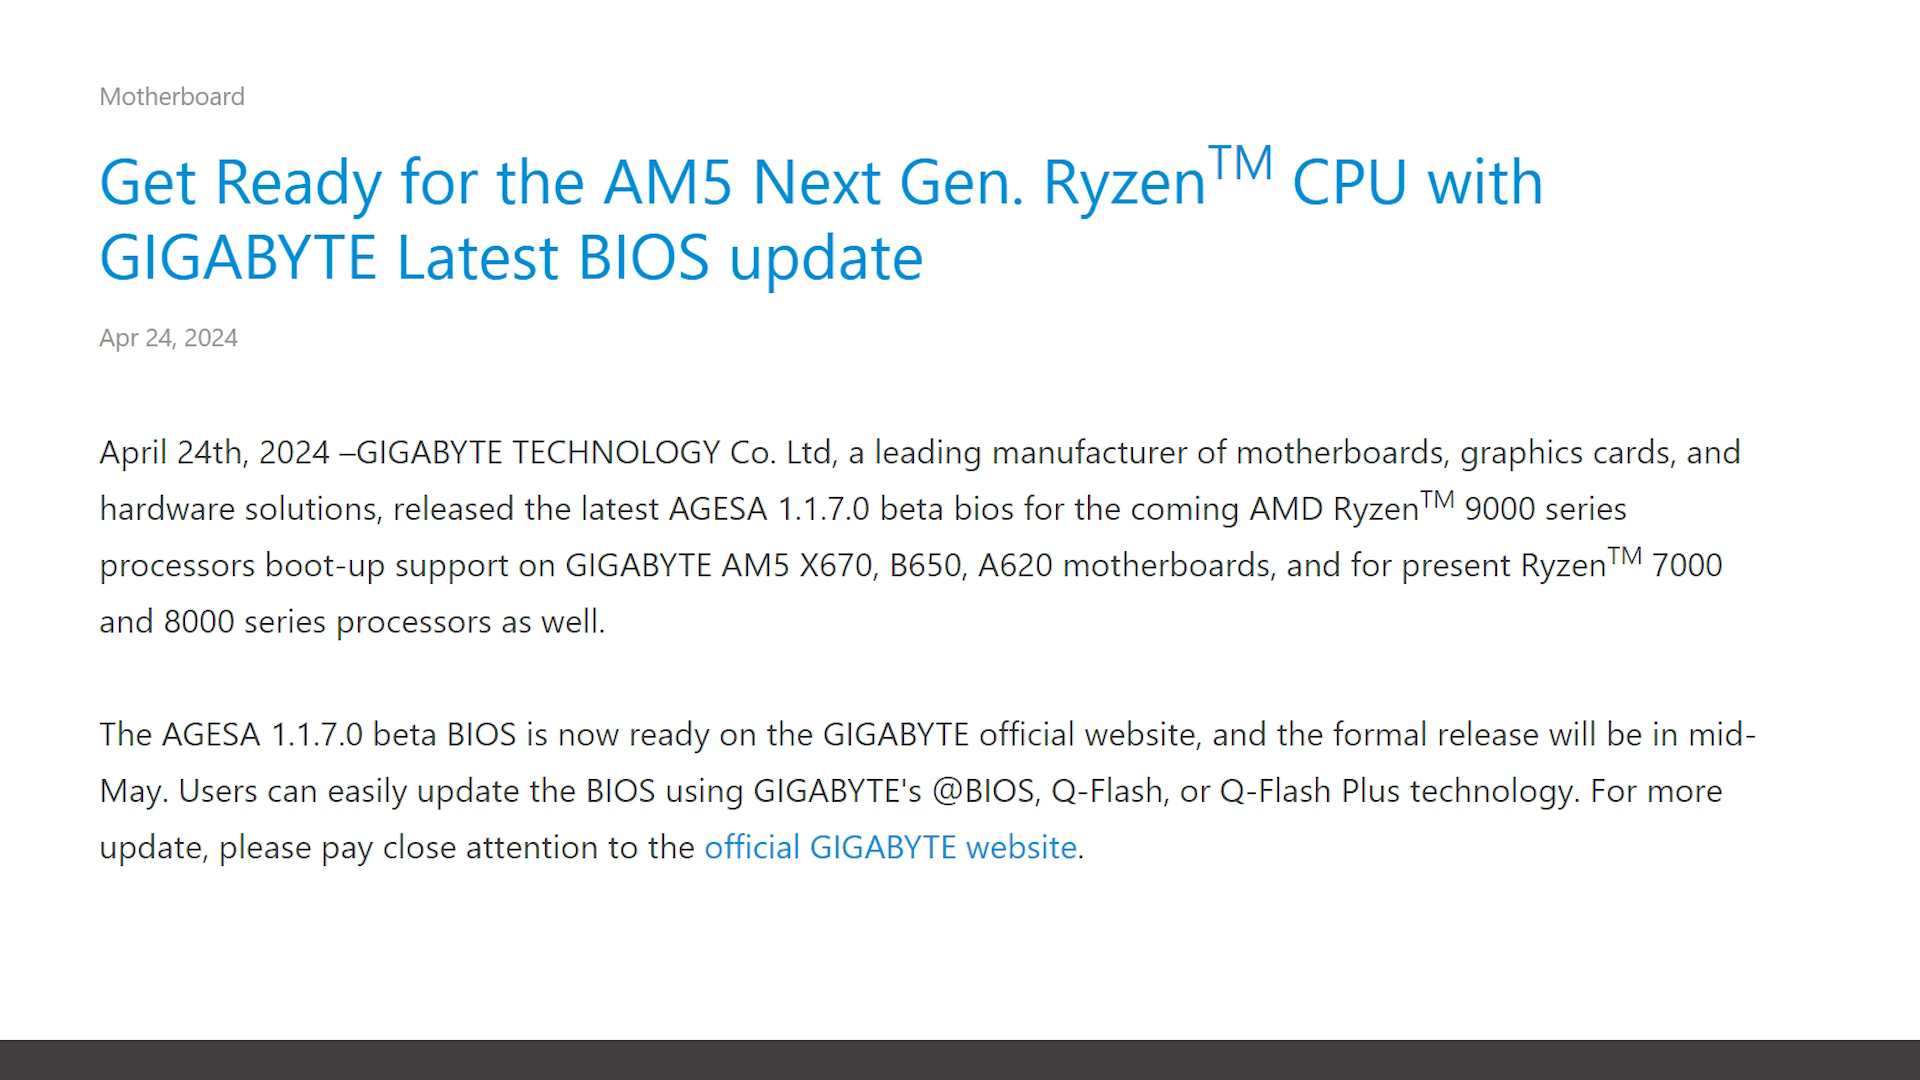 Motherboard
Get Ready for the AM5 Next Gen. Ryzen™ CPU with
GIGABYTE Latest BIOS update
Apr 24, 2024
April 24th, 2024 –GIGABYTE TECHNOLOGY Co. Ltd, a leading manufacturer of motherboards, graphics cards, and
hardware solutions, released the latest AGESA 1.1.7.0 beta bios for the coming AMD Ryzen™ 9000 series
processors boot-up support on GIGABYTE AM5 X670, B650, A620 motherboards, and for present Ryzen™ 7000
and 8000 series processors as well.
The AGESA 1.1.7.0 beta BIOS is now ready on the GIGABYTE official website, and the formal release will be in mid-
May. Users can easily update the BIOS using GIGABYTE's @BIOS, Q-Flash, or Q-Flash Plus technology. For more
update, please pay close attention to the official GIGABYTE website.